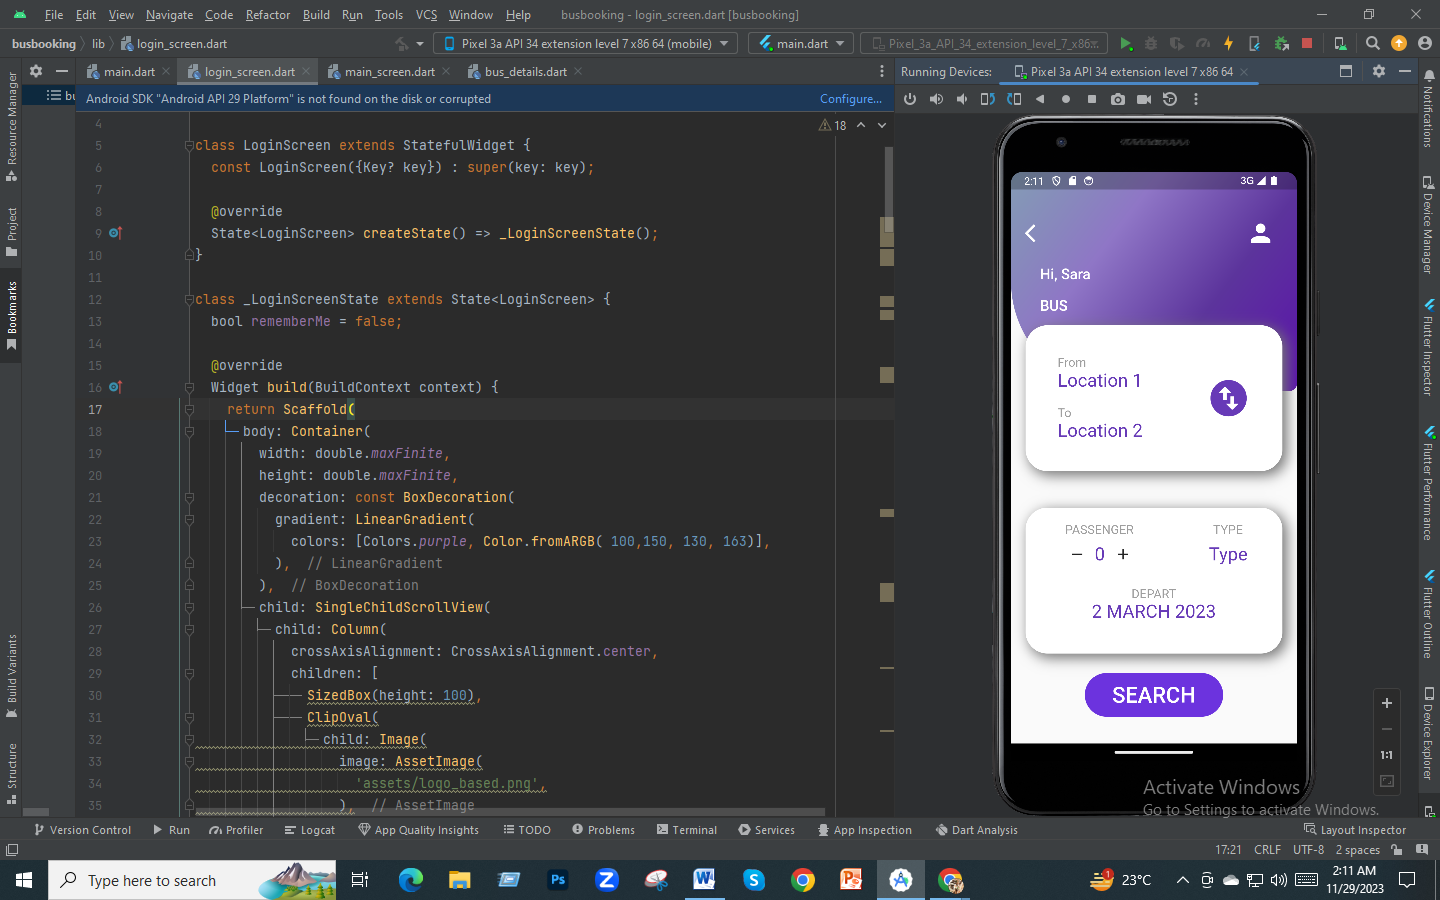 File Edit View Navigate Code Refactor Build Run Tools VCS Window Help busbooking - login_screen.dart [busbooking]
busbooking lib login_screen.dart Pixel 3a API 34 extension level 7 x86 64 (mobile) main.dart Pixel_3a_API_34_extension_level_7_x86...
main.dart login_screen.dart main_screen.dart bus_details.dart Running Devices: Pixel 3a API 34 extension level 7 x86 64
Android SDK "Android API 29 Platform" is not found on the disk or corrupted Configure...
18
4
5 class LoginScreen extends StatefulWidget {
6 const LoginScreen({Key? key}) : super(key: key);
7
8 @override
9 State<LoginScreen> createState() => _LoginScreenState();
10 }
11
12 class _LoginScreenState extends State<LoginScreen> {
13 bool rememberMe = false;
14
15 @override
16 Widget build(BuildContext context) {
17 return Scaffold(
18 body: Container(
19 width: double.maxFinite,
20 height: double.maxFinite,
21 decoration: const BoxDecoration(
22 gradient: LinearGradient(
23 colors: [Colors.purple, Color.fromARGB( 100,150, 130, 163)],
24 ), // LinearGradient
25 ), // BoxDecoration
26 child: SingleChildScrollView(
27 child: Column(
28 crossAxisAlignment: CrossAxisAlignment.center,
29 children: [
30 SizedBox(height: 100),
31 ClipOval(
32 child: Image(
33 image: AssetImage(
34 'assets/logo_based.png',
35 ), // AssetImage
Resource Manager
Project
Bookmarks
Build Variants
Structure
bu
2:11 3G
Hi, Sara
BUS
From
Location 1
To
Location 2
PASSENGER TYPE
− 0 + Type
DEPART
2 MARCH 2023
SEARCH
1:1
Notifications
Device Manager
Flutter Inspector
Flutter Performance
Flutter Outline
Device Explorer
Activate Windows
Go to Settings to activate Windows.
Version Control Run Profiler Logcat App Quality Insights TODO Problems Terminal Services App Inspection Dart Analysis Layout Inspector
17:21 CRLF UTF-8 2 spaces
Type here to search
1 23°C 2:11 AM
11/29/2023